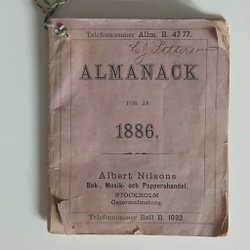 Telefonnummer Allm. B. 47 77.
ALMANACK
FÖR ÅR
1886.
Albert Nilsons
Bok-, Musik- och Pappershandel.
STOCKHOLM
Östermalmstorg.
Telefonnummer Bell B. 1092.